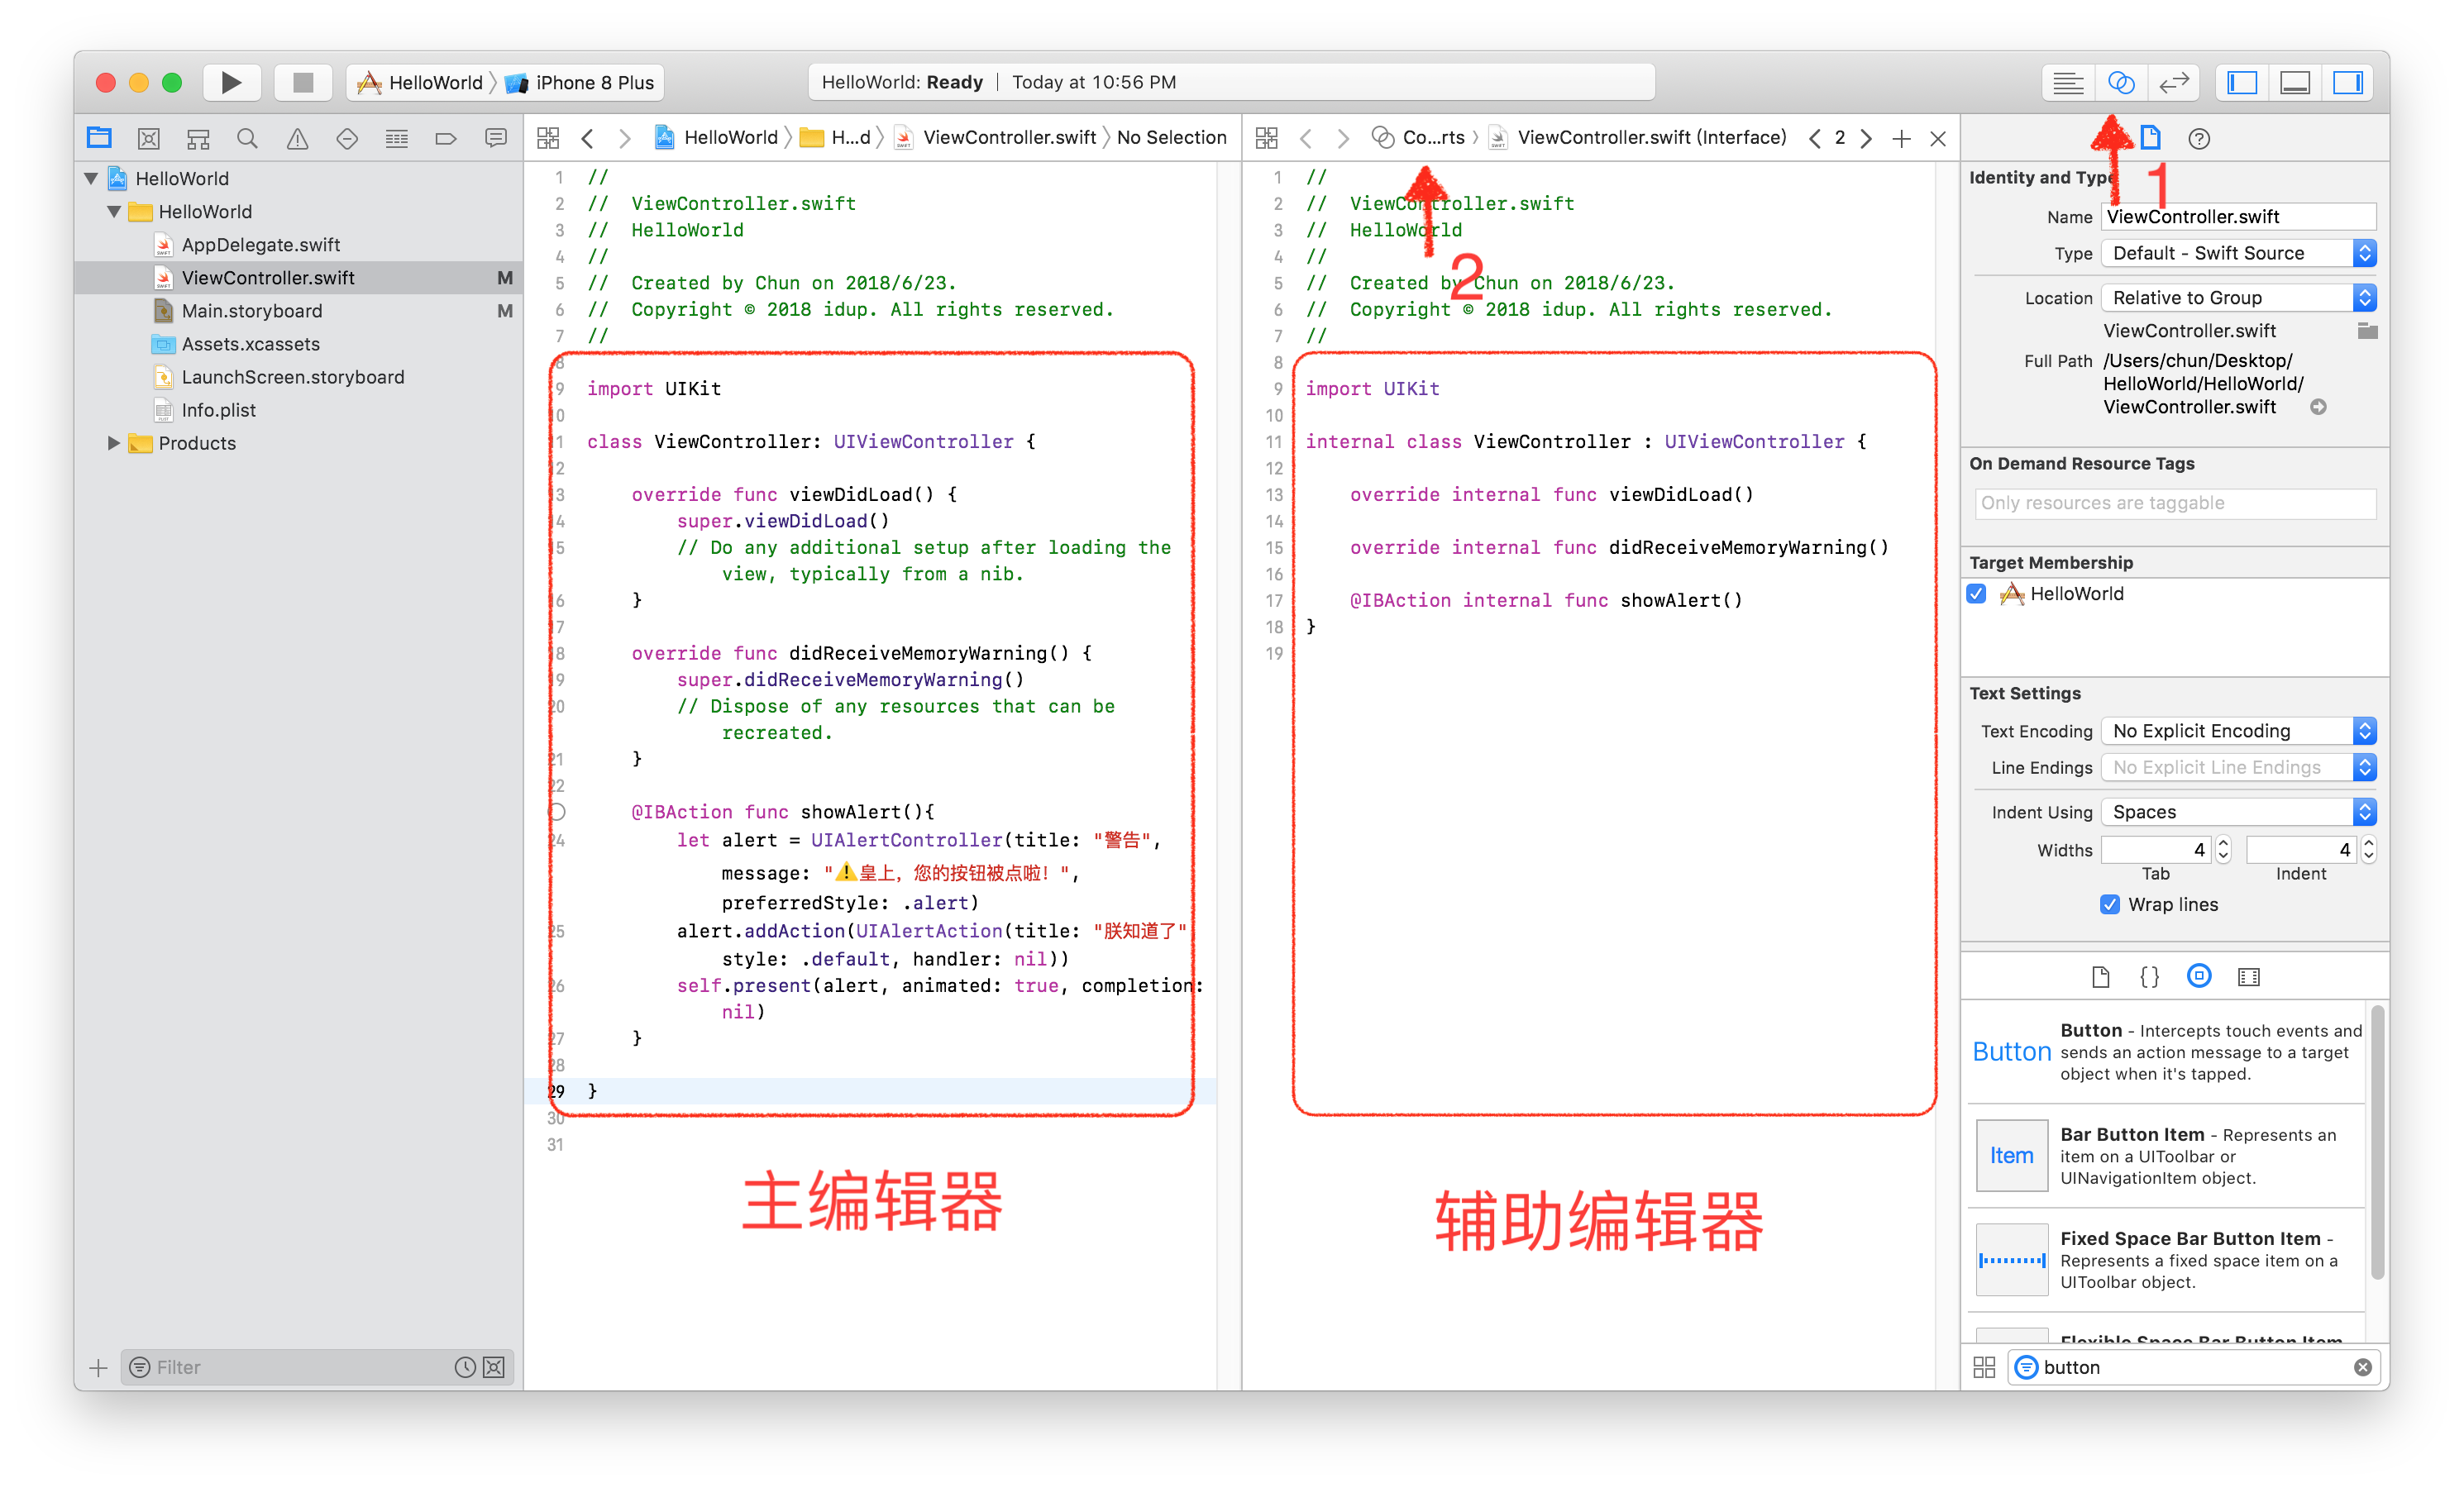 HelloWorld
iPhone 8 Plus
HelloWorld: Ready | Today at 10:56 PM
HelloWorld
H...d
ViewController.swift
No Selection
Co...rts
ViewController.swift (Interface)
2
HelloWorld
HelloWorld
AppDelegate.swift
ViewController.swift M
Main.storyboard M
Assets.xcassets
LaunchScreen.storyboard
Info.plist
Products
Filter
1 //
2 //  ViewController.swift
3 //  HelloWorld
4 //
5 //  Created by Chun on 2018/6/23.
6 //  Copyright © 2018 idup. All rights reserved.
7 //
8
9 import UIKit
10
11 class ViewController: UIViewController {
12
13     override func viewDidLoad() {
14         super.viewDidLoad()
15         // Do any additional setup after loading the
view, typically from a nib.
16     }
17
18     override func didReceiveMemoryWarning() {
19         super.didReceiveMemoryWarning()
20         // Dispose of any resources that can be
recreated.
21     }
22
@IBAction func showAlert(){
24         let alert = UIAlertController(title: "警告",
message: "⚠️皇上，您的按钮被点啦！",
preferredStyle: .alert)
25         alert.addAction(UIAlertAction(title: "朕知道了"
style: .default, handler: nil))
26         self.present(alert, animated: true, completion:
nil)
27     }
28
29 }
30
31
主编辑器
1 //
2 //  ViewController.swift
3 //  HelloWorld
4 //
5 //  Created by Chun on 2018/6/23.
6 //  Copyright © 2018 idup. All rights reserved.
7 //
8
9 import UIKit
10
11 internal class ViewController : UIViewController {
12
13     override internal func viewDidLoad()
14
15     override internal func didReceiveMemoryWarning()
16
17     @IBAction internal func showAlert()
18 }
19
2
辅助编辑器
1
Identity and Type
Name ViewController.swift
Type Default - Swift Source
Location Relative to Group
ViewController.swift
Full Path /Users/chun/Desktop/
HelloWorld/HelloWorld/
ViewController.swift
On Demand Resource Tags
Only resources are taggable
Target Membership
HelloWorld
Text Settings
Text Encoding No Explicit Encoding
Line Endings No Explicit Line Endings
Indent Using Spaces
Widths 4 4
Tab Indent
Wrap lines
Button
Button - Intercepts touch events and
sends an action message to a target
object when it's tapped.
Item
Bar Button Item - Represents an
item on a UIToolbar or
UINavigationItem object.
Fixed Space Bar Button Item -
Represents a fixed space item on a
UIToolbar object.
Flexible Space Bar Button Item
button